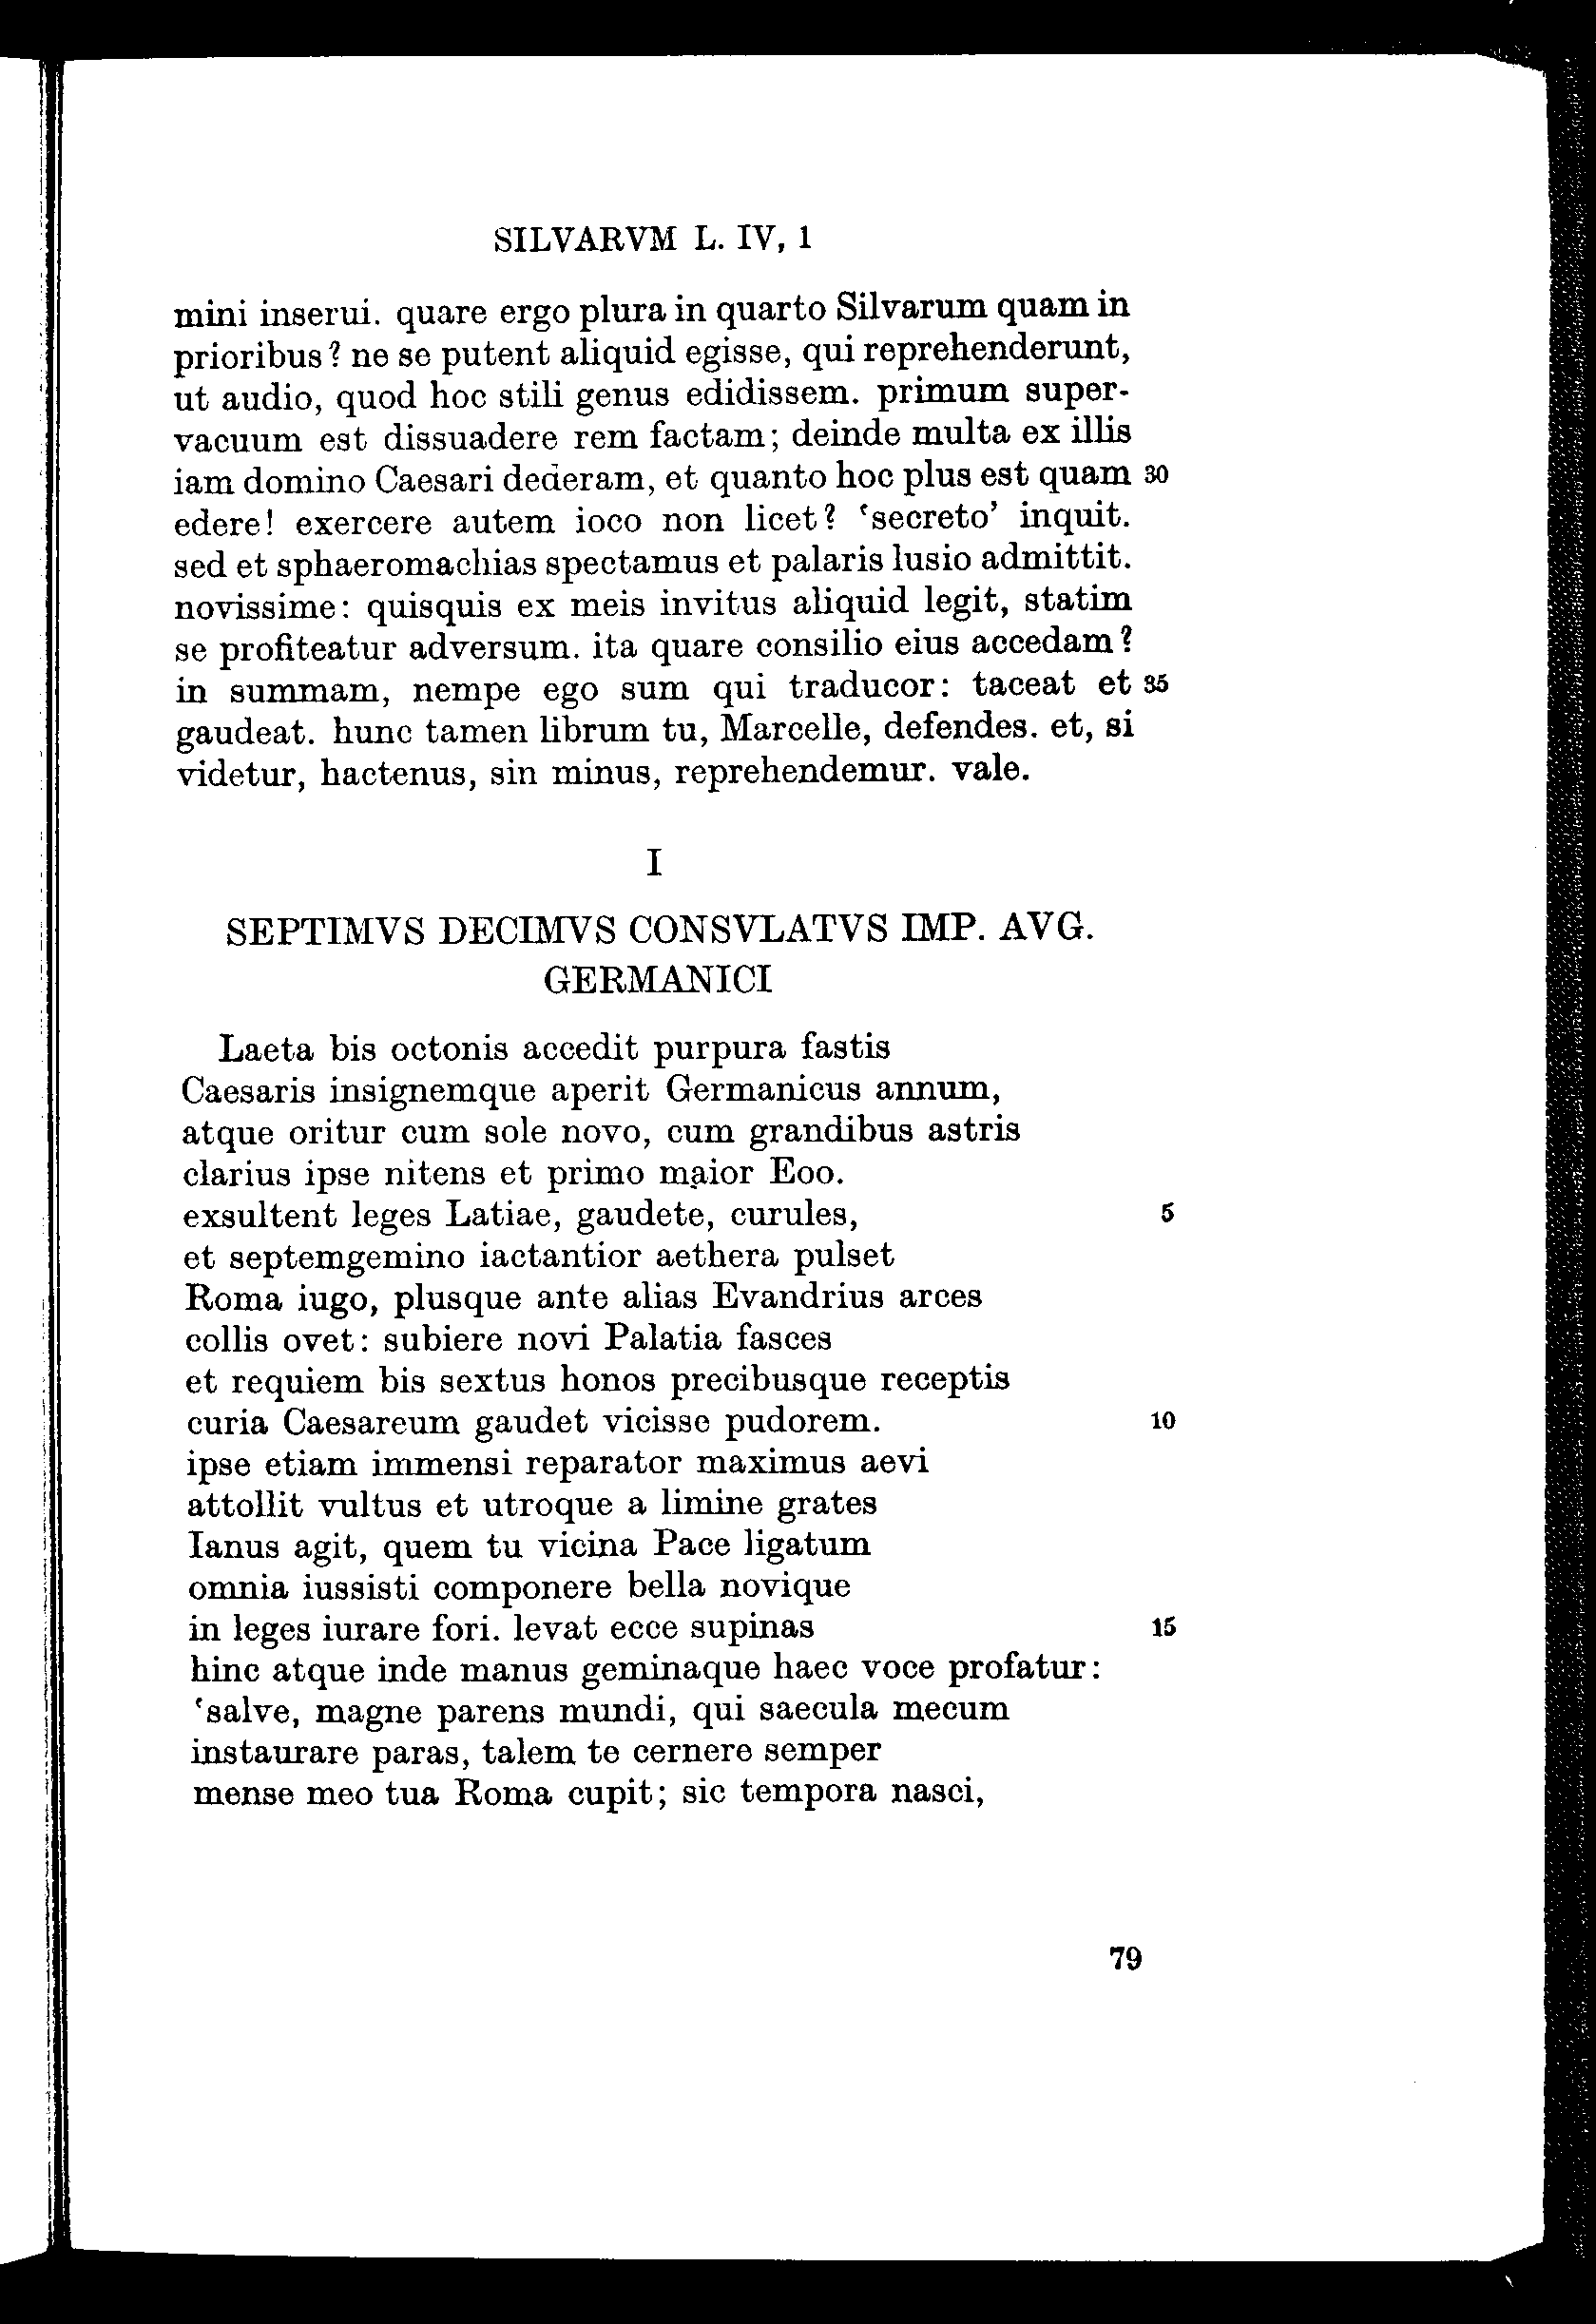 SILVARVM L. IV, 1
mini inserui. quare ergo plura in quarto Silvarum quam in
prioribus? ne se putent aliquid egisse, qui reprehenderunt,
ut audio, quod hoc stili genus edidissem. primum super-
vacuum est dissuadere rem factam; deinde multa ex illis
iam domino Caesari dederam, et quanto hoc plus est quam 30
edere! exercere autem ioco non licet? ‘secreto’ inquit.
sed et sphaeromachias spectamus et palaris lusio admittit.
novissime: quisquis ex meis invitus aliquid legit, statim
se profiteatur adversum. ita quare consilio eius accedam?
in summam, nempe ego sum qui traducor: taceat et 35
gaudeat. hunc tamen librum tu, Marcelle, defendes. et, si
videtur, hactenus, sin minus, reprehendemur. vale.
I
SEPTIMVS DECIMVS CONSVLATVS IMP. AVG.
GERMANICI
Laeta bis octonis accedit purpura fastis
Caesaris insignemque aperit Germanicus annum,
atque oritur cum sole novo, cum grandibus astris
clarius ipse nitens et primo maior Eoo.
exsultent leges Latiae, gaudete, curules, 5
et septemgemino iactantior aethera pulset
Roma iugo, plusque ante alias Evandrius arces
collis ovet: subiere novi Palatia fasces
et requiem bis sextus honos precibusque receptis
curia Caesareum gaudet vicisse pudorem. 10
ipse etiam immensi reparator maximus aevi
attollit vultus et utroque a limine grates
Ianus agit, quem tu vicina Pace ligatum
omnia iussisti componere bella novique
in leges iurare fori. levat ecce supinas 15
hinc atque inde manus geminaque haec voce profatur:
‘salve, magne parens mundi, qui saecula mecum
instaurare paras, talem te cernere semper
mense meo tua Roma cupit; sic tempora nasci,
79